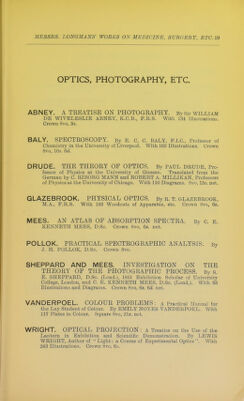 MESSRS. LONGMANS' WORKS ON MEDICINE, SURGERY, ETC. 19
OPTICS, PHOTOGRAPHY, ETC.
ABNEY. A TREATISE ON PHOTOGRAPHY. By Sir WILLIAM
DE WIVELESLIE ABNEY, K.C.B., F.R.S. With 134 Illustrations.
Crown 8vo, 5s.
BALY. SPECTROSCOPY. By E. C. C. BALY, F.I.C., Professor of
Chemistry in the University of Liverpool. With 163 Illustrations. Crown
8vo, 10s. 6d.
DRUDE. THE THEORY OF OPTICS. By PAUL DRUDE, Pro-
fessor of Physics at the University of Giessen. Translated from the
German by C. RIBORG MANN and ROBERT A. MILLIKAN, Professors
of Physics at the University of Chicago. With 110 Diagrams. 8vo, 15s. net.
GLAZEBROOK. PHYSICAL OPTICS. By R. T. GLAZEBROOK,
M.A., F.R.S. With 183 Woodcuts of Apparatus, etc. Crown 8vo, 6s.
MEES. AN ATLAS OF ABSORPTION SPECTRA. By C. E.
KENNETH MEES, D.Sc. Crown 8vo, 6s. net.
POLLOK. PRACTICAL SPECTROGRAPHIC ANALYSIS. By
J. H. POLLOK, D.Sc. Crown 8vo.
SHEPPARD AND MEES. INVESTIGATION ON THE
THEORY OF THE PHOTOGRAPHIC PROCESS. By S.
E. SHEPPARD, D.Sc. (Lond.), 1851 Exhibition Scholar of University
College, London, and C. E. KENNETH MEES, D.Sc. (Lond.). With 65
Illustrations and Diagrams. Crown 8vo, 6s. 6d. net.
VANDERPOEL. COLOUR PROBLEMS: A Practical Manual for
the Lay Student of Colour. By EMILY NOYES VANDERPOEL. With
117 Plates in Colour. Square 8vo, 21s. net.
WRIGHT. OPTICAL PROJECTION: A Treatise on the Use of the
Lantern in Exhibition and Scientific Demonstration. By LEWIS
WRIGHT, Author of "Light: a Course of Experimental Optics". With
243 Illustrations. Crown 8vo, 6s.